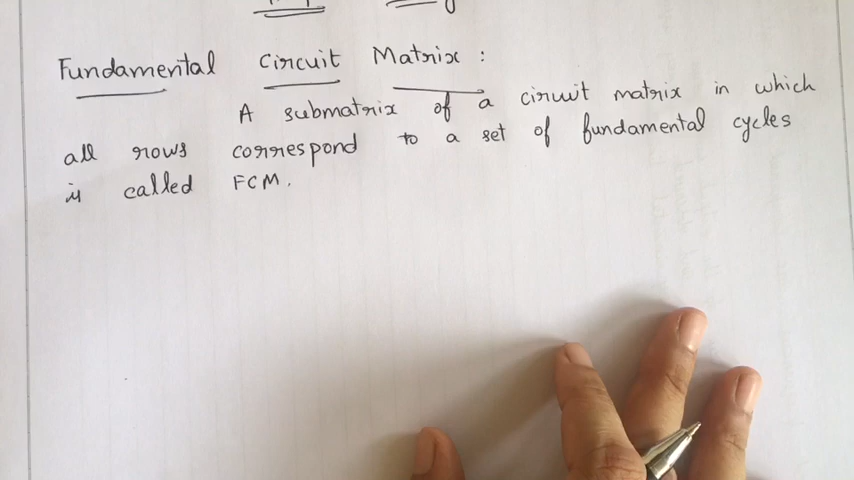 Fundamental Circuit Matrix :
A submatrix of a circuit matrix in which
all rows correspond to a set of fundamental cycles
is called FCM.